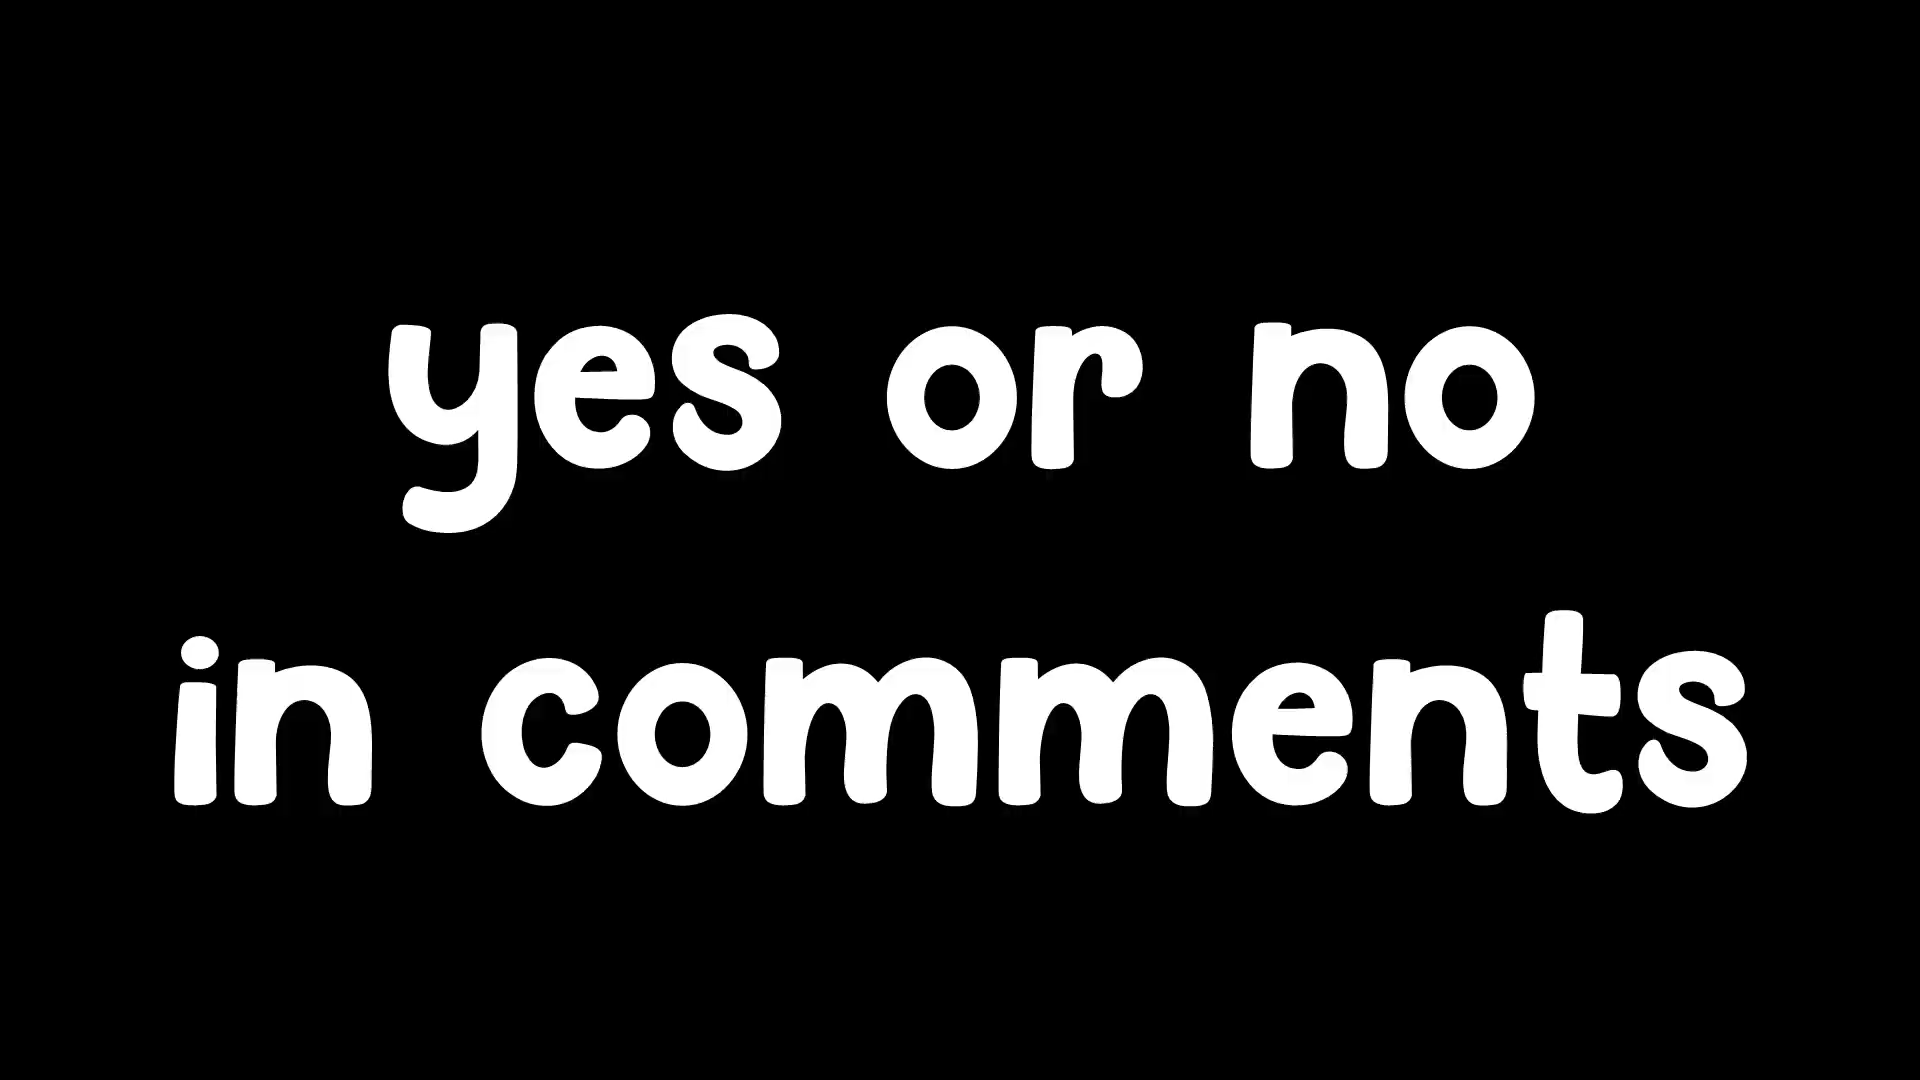 yes or no
in comments